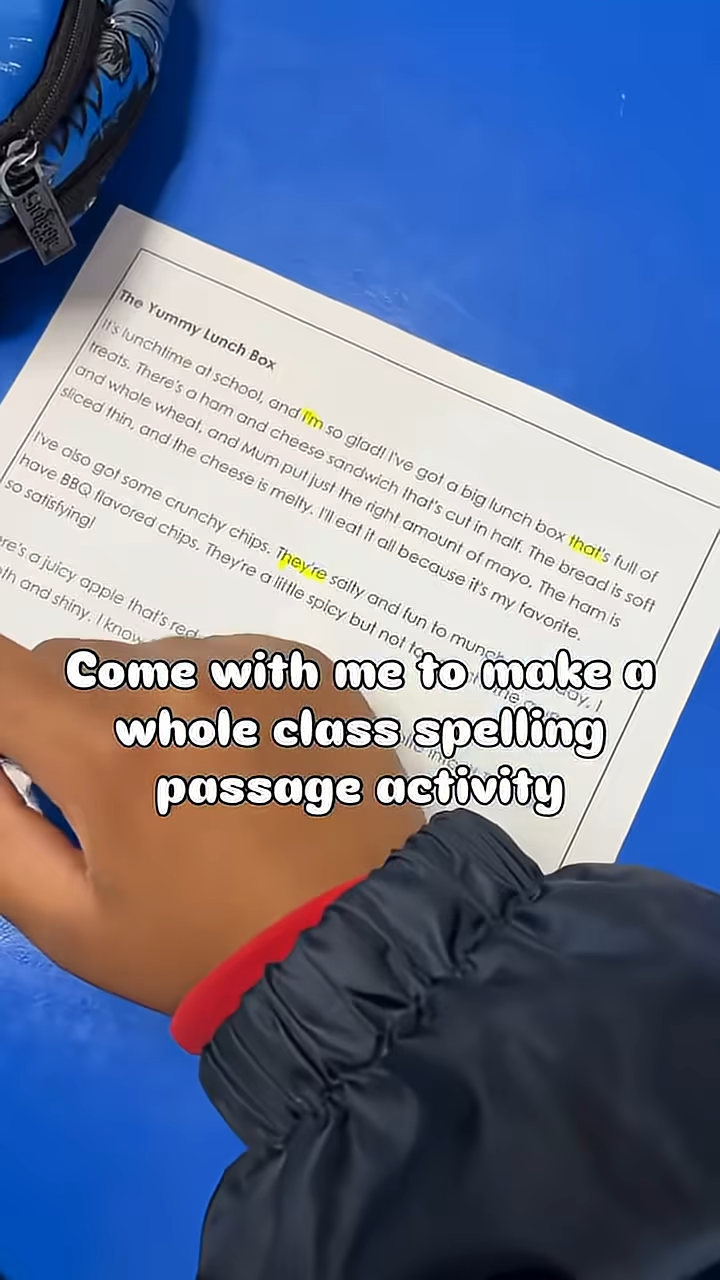 Smiggle
The Yummy Lunch Box
It's lunchtime at school, and I'm so glad! I've got a big lunch box that's full of
treats. There's a ham and cheese sandwich that's cut in half. The bread is soft
and whole wheat, and Mum put just the right amount of mayo. The ham is
sliced thin, and the cheese is melty. I'll eat it all because it's my favorite.
I've also got some crunchy chips. They're salty and fun to munch
day, I
have BBQ flavored chips. They're a little spicy but not
so satisfying!
a juicy apple that's red
and shiny. I know
Come with me to make a
whole class spelling
passage activity